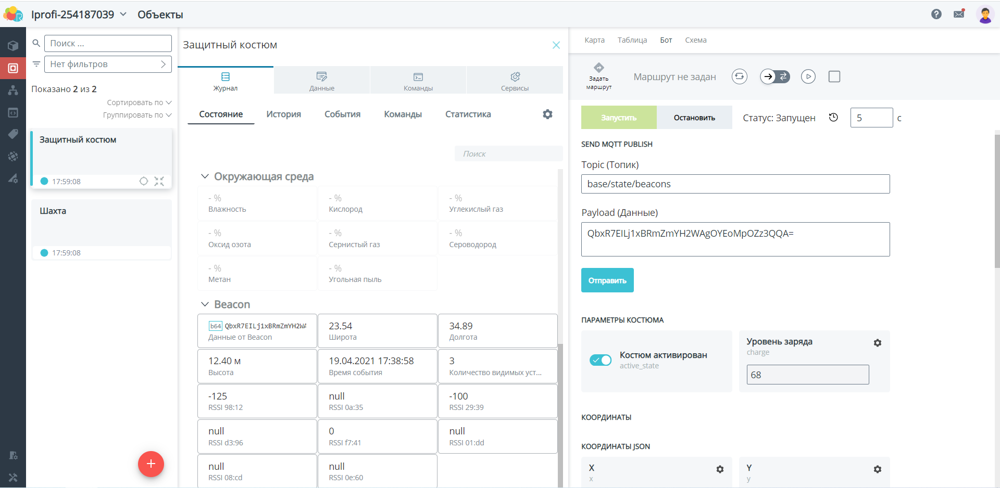 Iprofi-254187039
Объекты
Поиск ...
Нет фильтров
Показано 2 из 2
Сортировать по
Группировать по
Защитный костюм
17:59:08
Шахта
17:59:08
Защитный костюм
Журнал
Данные
Команды
Сервисы
Состояние
История
События
Команды
Статистика
Поиск
Окружающая среда
- %
Влажность
- %
Кислород
- %
Углекислый газ
- %
Оксид озота
- %
Сернистый газ
- %
Сероводород
- %
Метан
- %
Угольная пыль
Beacon
b64 QbxR7EILj1xBRmZmYH2WA
Данные от Beacon
23.54
Широта
34.89
Долгота
12.40 м
Высота
19.04.2021 17:38:58
Время события
3
Количество видимых уст...
-125
RSSI 98:12
null
RSSI 0a:35
-100
RSSI 29:39
null
RSSI d3:96
0
RSSI f7:41
null
RSSI 01:dd
null
RSSI 08:cd
null
RSSI 0e:60
Карта
Таблица
Бот
Схема
Задать
маршрут
Маршрут не задан
Запустить
Остановить
Статус: Запущен
5
с
SEND MQTT PUBLISH
Topic (Топик)
base/state/beacons
Payload (Данные)
QbxR7EILj1xBRmZmYH2WAgOYEoMpOZz3QQA=
Отправить
ПАРАМЕТРЫ КОСТЮМА
Костюм активирован
active_state
Уровень заряда
charge
68
КООРДИНАТЫ
КООРДИНАТЫ JSON
X
x
Y
y